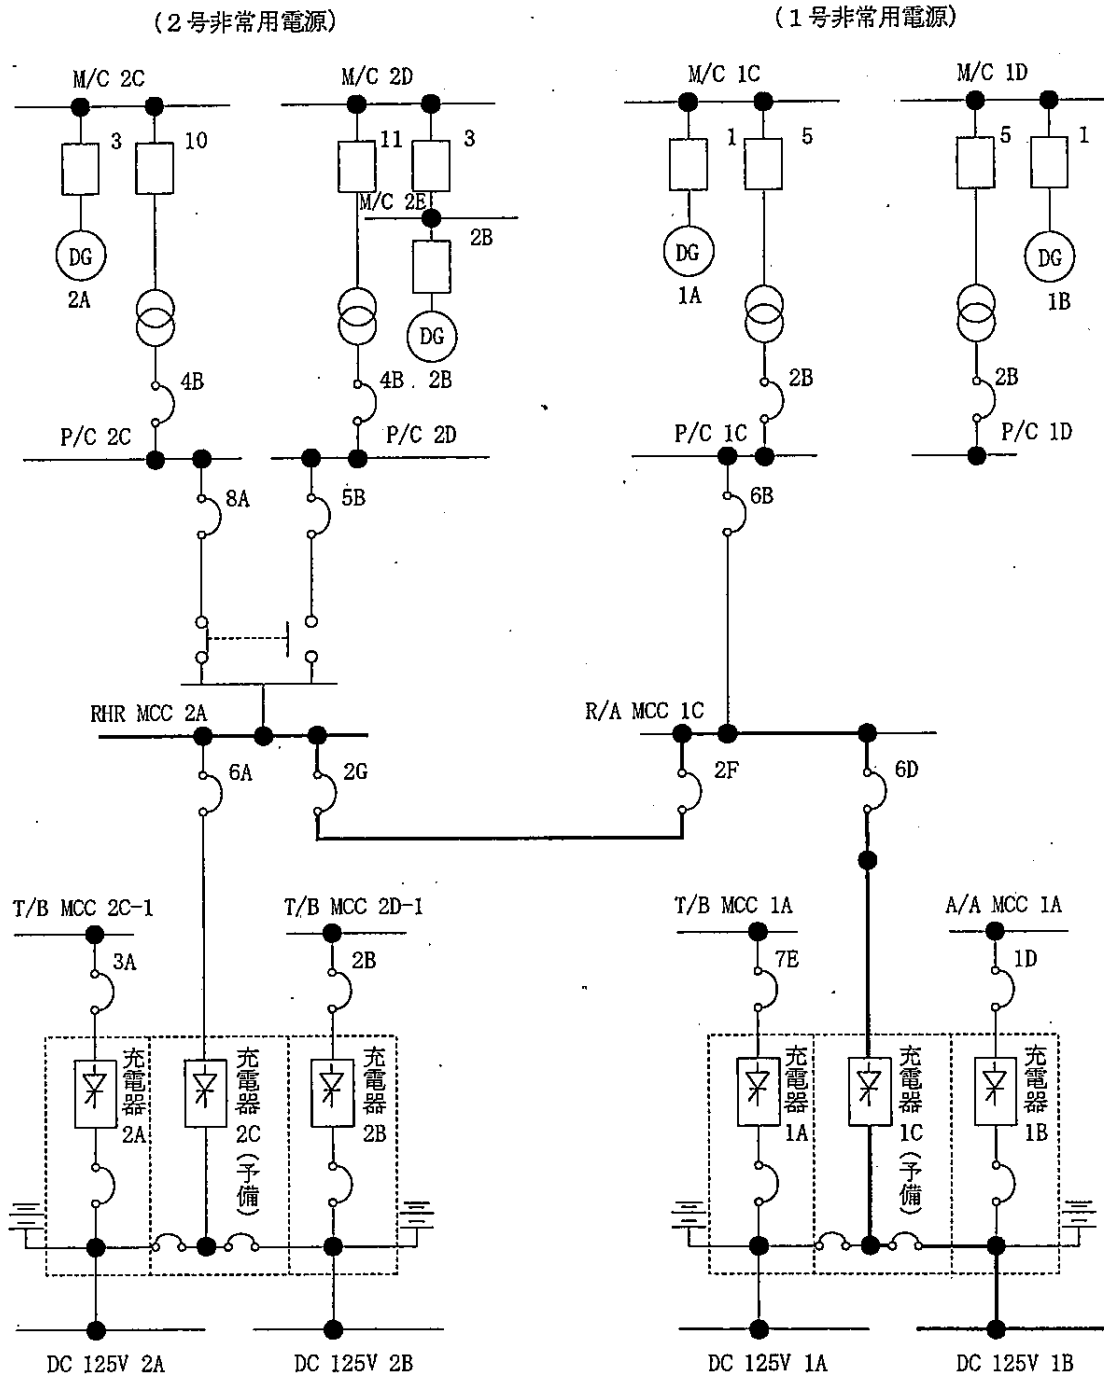 (2号非常用電源)
(1号非常用電源)
M/C 2C
M/C 2D
M/C 1C
M/C 1D
3
10
11
3
1
5
5
1
M/C 2E
2B
DG
2A
DG
2B
DG
1A
DG
1B
4B
4B
2B
2B
P/C 2C
P/C 2D
P/C 1C
P/C 1D
8A
5B
6B
RHR MCC 2A
R/A MCC 1C
6A
2G
2F
6D
T/B MCC 2C-1
T/B MCC 2D-1
T/B MCC 1A
A/A MCC 1A
3A
2B
7E
1D
充電器2A
充電器2C(予備)
充電器2B
充電器1A
充電器1C(予備)
充電器1B
DC 125V 2A
DC 125V 2B
DC 125V 1A
DC 125V 1B